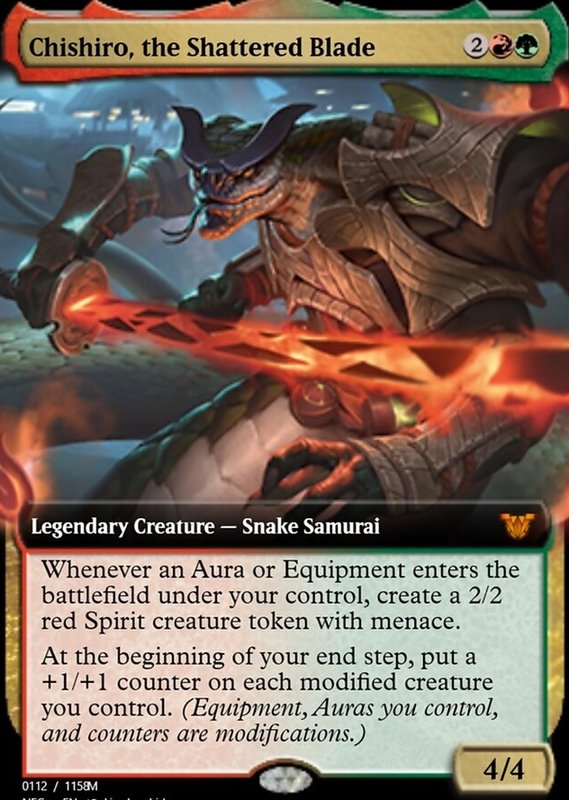 Chishiro, the Shattered Blade 2
Legendary Creature — Snake Samurai
Whenever an Aura or Equipment enters the
battlefield under your control, create a 2/2
red Spirit creature token with menace.
At the beginning of your end step, put a
+1/+1 counter on each modified creature
you control. (Equipment, Auras you control,
and counters are modifications.)
4/4
0112 / 1158M